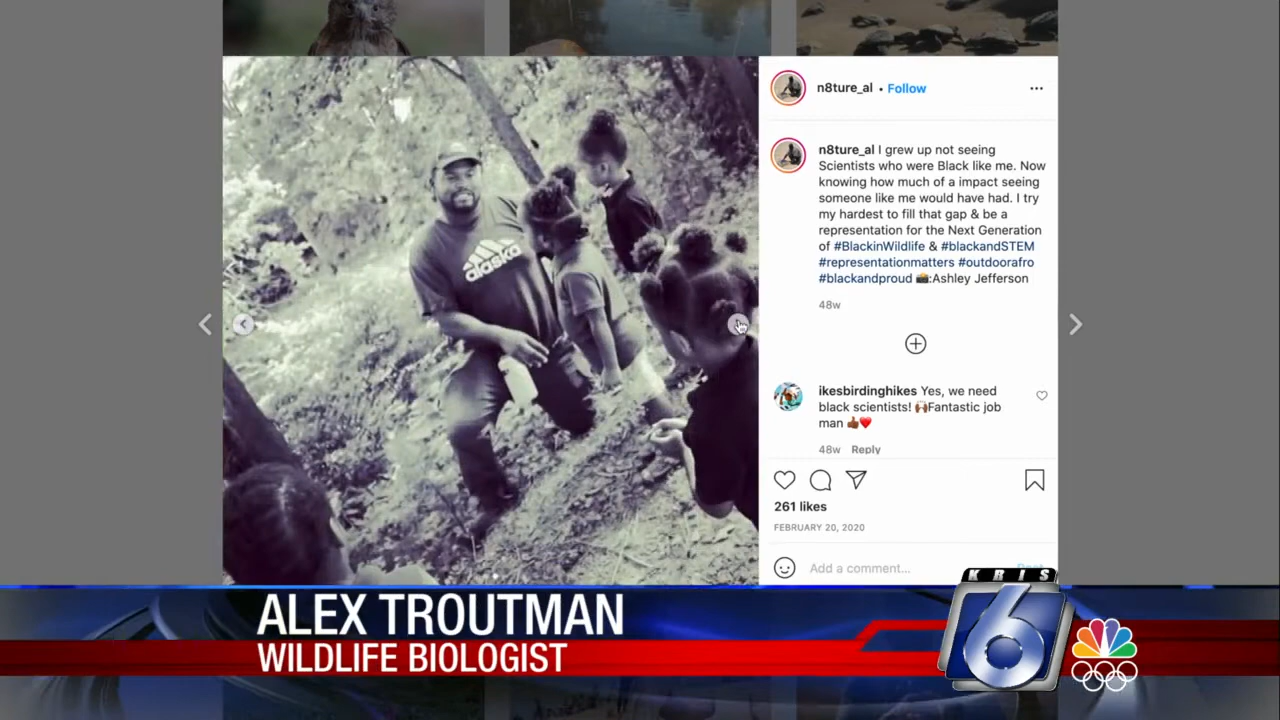 n8ture_al • Follow
n8ture_al I grew up not seeing
Scientists who were Black like me. Now
knowing how much of a impact seeing
someone like me would have had. I try
my hardest to fill that gap & be a
representation for the Next Generation
of #BlackinWildlife & #blackandSTEM
#representationmatters #outdoorafro
#blackandproud 📸:Ashley Jefferson
48w
alaska
ikesbirdinghikes Yes, we need
black scientists! 🙌🏾Fantastic job
man 👍🏾❤️
48w Reply
261 likes
FEBRUARY 20, 2020
Add a comment... Post
ALEX TROUTMAN
WILDLIFE BIOLOGIST
KRIS
6